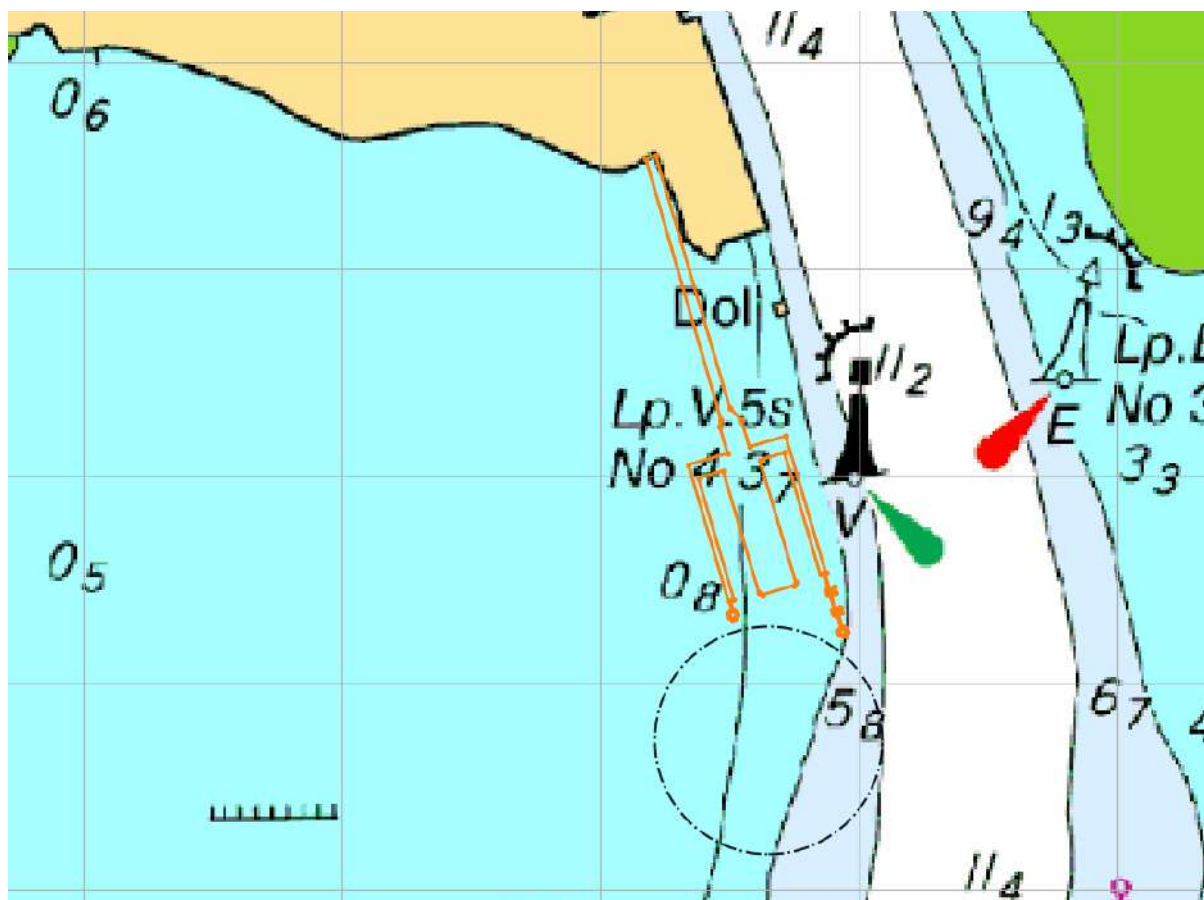 11₄
0₆
9₄
1₃
Dol
11₂
Lp.L
Lp.V.5s
No 3
E
No 4
3₇
3₃
V
0₅
0₈
5₈
6₇
4
11₄